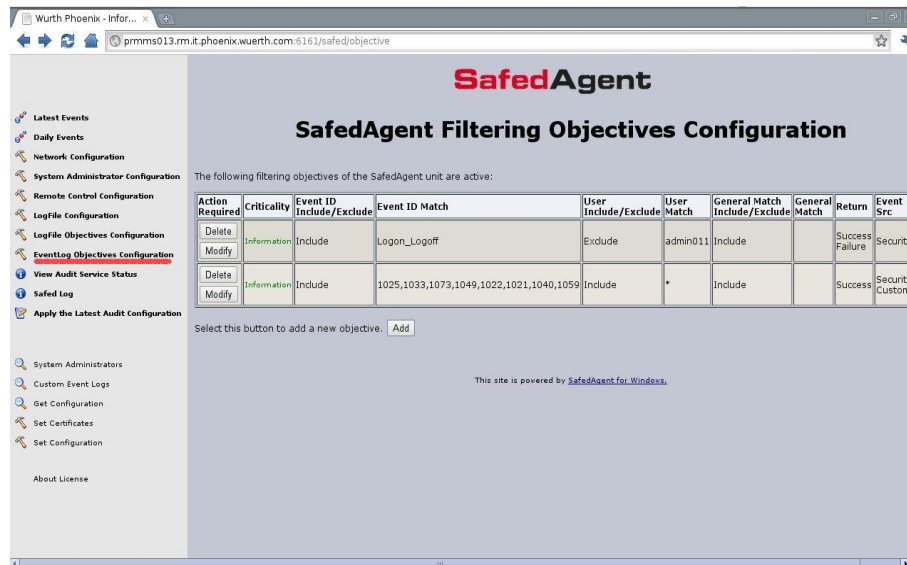 Wurth Phoenix - Infor...
prmms013.rm.it.phoenix.wuerth.com:6161/safed/objective
SafedAgent
Latest Events
Daily Events
Network Configuration
System Administrator Configuration
Remote Control Configuration
LogFile Configuration
LogFile Objectives Configuration
EventLog Objectives Configuration
View Audit Service Status
Safed Log
Apply the Latest Audit Configuration
System Administrators
Custom Event Logs
Get Configuration
Set Certificates
Set Configuration
About License
SafedAgent Filtering Objectives Configuration
The following filtering objectives of the SafedAgent unit are active:
Action Required Criticality Event ID Include/Exclude Event ID Match User Include/Exclude User Match General Match Include/Exclude General Match Return Event Src
Delete Modify Information Include Logon_Logoff Exclude admin011 Include Success Failure Securit
Delete Modify Information Include 1025,1033,1073,1049,1022,1021,1040,1059 Include * Include Success Securit Custon
Select this button to add a new objective. Add
This site is powered by SafedAgent for Windows.